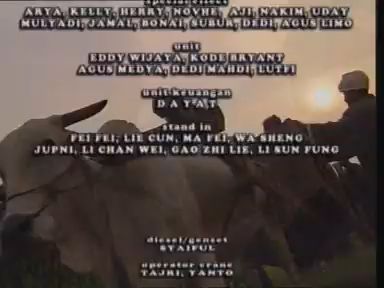 special effect
ARYA, KELLY, HERRY, NOVHE, AJI, NAKIM, UDAY
MULYADI, JAMAL, BONAI, SUBUR, DEDI, AGUS LIMO
unit
EDDY WIJAYA, KODE BRYANT
AGUS MEDYA, DEDI MAHDI, LUTFI
unit keuangan
D A Y A T
stand in
FEI FEI, LIE CUN, MA FEI, WA SHENG
JUPNI, LI CHAN WEI, GAO ZHI LIE, LI SUN FUNG
diesel/genset
SYAIFUL
operator crane
TAJRI, YANTO